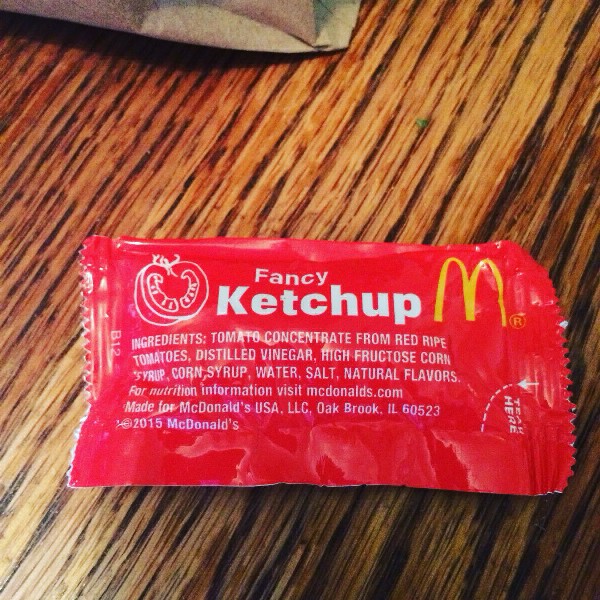 Fancy
Ketchup
M®
B12
INGREDIENTS: TOMATO CONCENTRATE FROM RED RIPE
TOMATOES, DISTILLED VINEGAR, HIGH FRUCTOSE CORN
SYRUP, CORN SYRUP, WATER, SALT, NATURAL FLAVORS.
For nutrition information visit mcdonalds.com
Made for McDonald's USA, LLC, Oak Brook, IL 60523
©2015 McDonald's
TEAR
HERE